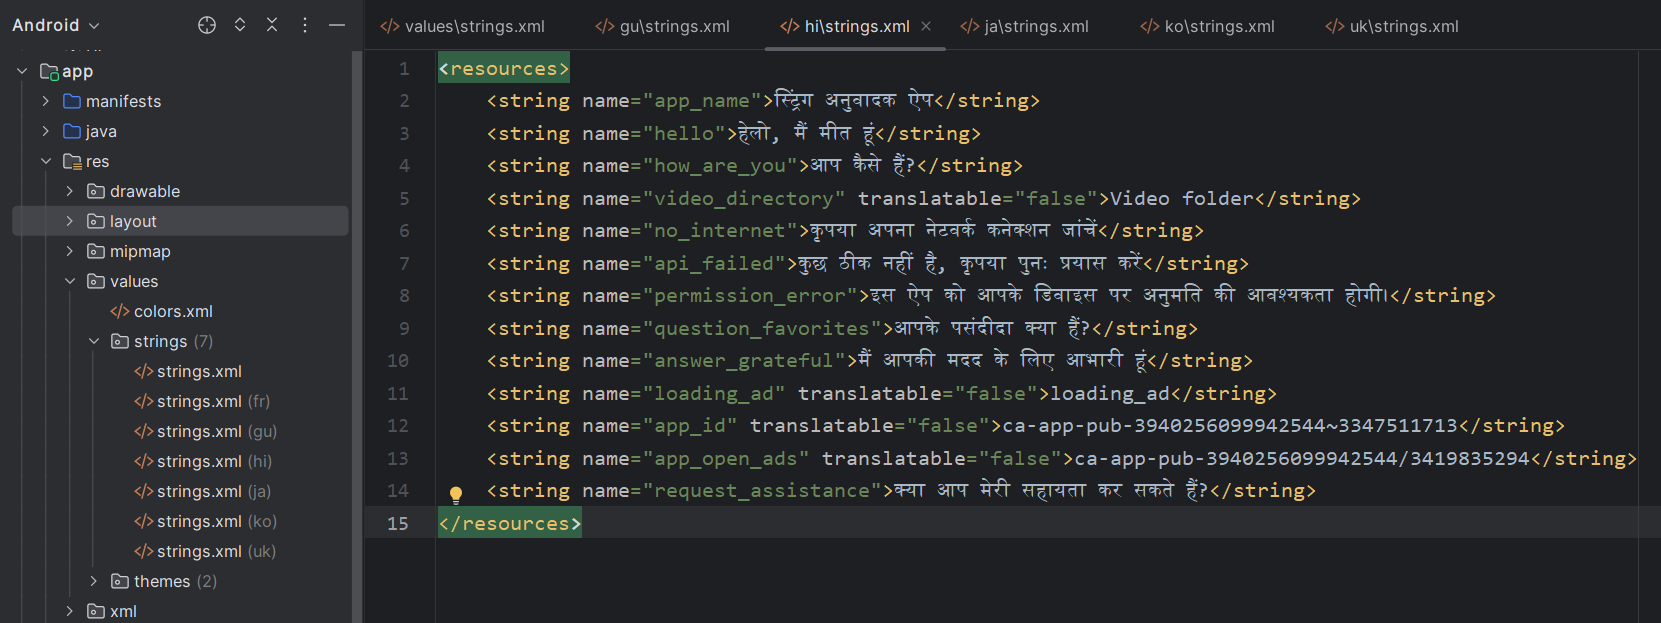 Android
values\strings.xml
gu\strings.xml
hi\strings.xml
ja\strings.xml
ko\strings.xml
uk\strings.xml
app
manifests
java
res
drawable
layout
mipmap
values
colors.xml
strings (7)
strings.xml
strings.xml (fr)
strings.xml (gu)
strings.xml (hi)
strings.xml (ja)
strings.xml (ko)
strings.xml (uk)
themes (2)
xml
1 <resources>
2 <string name="app_name">स्ट्रिंग अनुवादक ऐप</string>
3 <string name="hello">हेलो, मैं मीत हूं</string>
4 <string name="how_are_you">आप कैसे हैं?</string>
5 <string name="video_directory" translatable="false">Video folder</string>
6 <string name="no_internet">कृपया अपना नेटवर्क कनेक्शन जांचें</string>
7 <string name="api_failed">कुछ ठीक नहीं है, कृपया पुनः प्रयास करें</string>
8 <string name="permission_error">इस ऐप को आपके डिवाइस पर अनुमति की आवश्यकता होगी।</string>
9 <string name="question_favorites">आपके पसंदीदा क्या हैं?</string>
10 <string name="answer_grateful">मैं आपकी मदद के लिए आभारी हूं</string>
11 <string name="loading_ad" translatable="false">loading_ad</string>
12 <string name="app_id" translatable="false">ca-app-pub-3940256099942544~3347511713</string>
13 <string name="app_open_ads" translatable="false">ca-app-pub-3940256099942544/3419835294</string>
14 <string name="request_assistance">क्या आप मेरी सहायता कर सकते हैं?</string>
15 </resources>